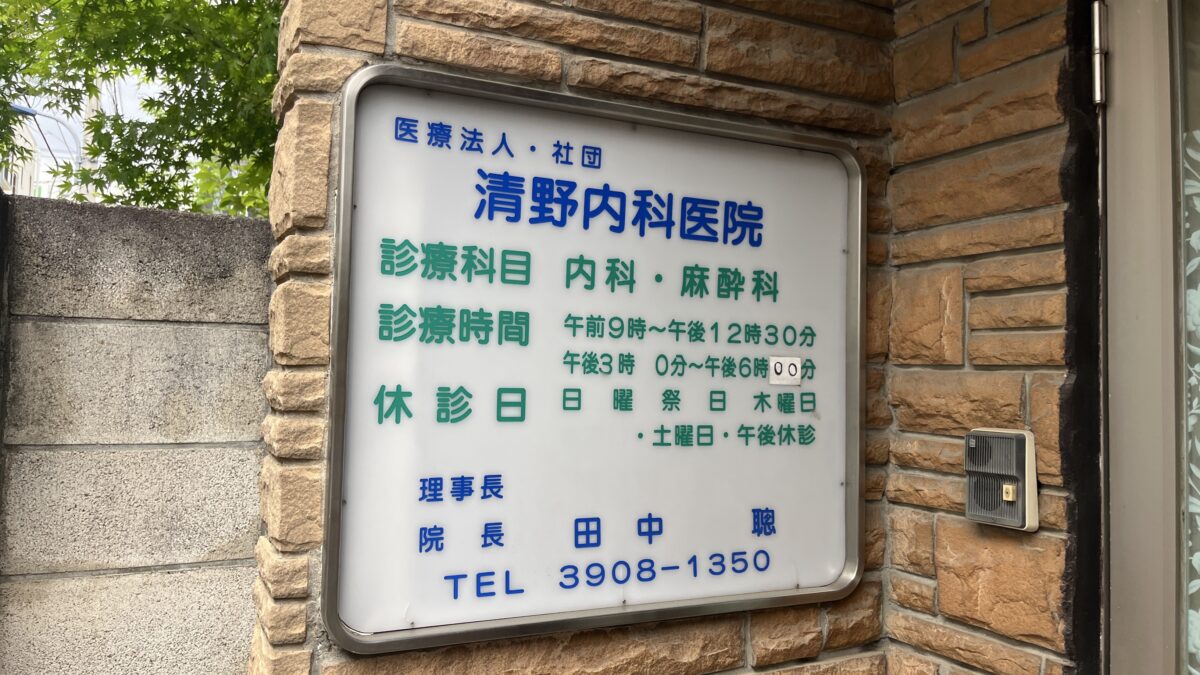 医療法人・社団
清野内科医院
診療科目 内科・麻酔科
診療時間 午前9時～午後12時30分
午後3時 0分～午後6時00分
休診日 日曜祭日木曜日
・土曜日・午後休診
理事長
院長 田中 聰
TEL 3908-1350